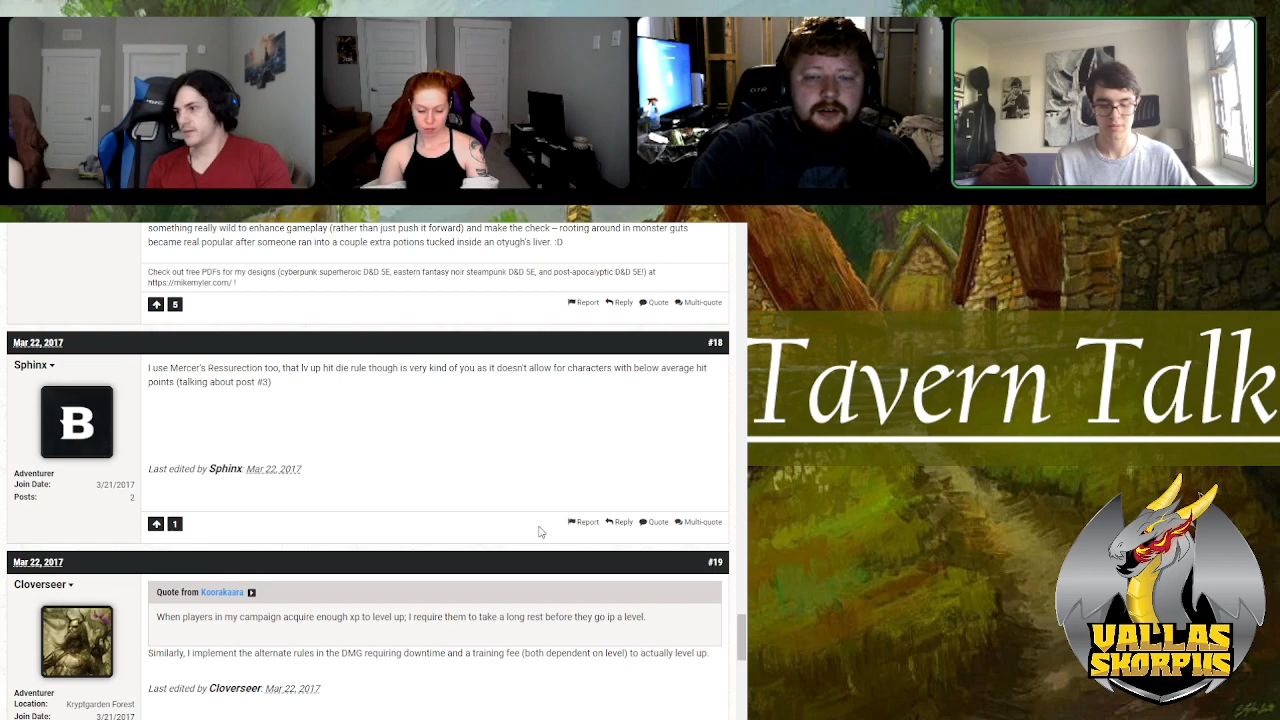 something really wild to enhance gameplay (rather than just push it forward) and make the check – rooting around in monster guts
became real popular after someone ran into a couple extra potions tucked inside an otyugh's liver. :D
Check out free PDFs for my designs (cyberpunk superheroic D&D 5E, eastern fantasy noir steampunk D&D 5E, and post-apocalyptic D&D 5E!) at
https://mikemyler.com/ !
5
Report Reply Quote Multi-quote
Mar 22, 2017 #18
Sphinx
I use Mercer's Ressurection too, that lv up hit die rule though is very kind of you as it doesn't allow for characters with below average hit
points (talking about post #3)
B
Last edited by Sphinx: Mar 22, 2017
Adventurer
Join Date: 3/21/2017
Posts: 2
1
Report Reply Quote Multi-quote
Mar 22, 2017 #19
Cloverseer
Quote from Koorakaara
When players in my campaign acquire enough xp to level up; I require them to take a long rest before they go ip a level.
Similarly, I implement the alternate rules in the DMG requiring downtime and a training fee (both dependent on level) to actually level up.
Last edited by Cloverseer: Mar 22, 2017
Adventurer
Location: Kryptgarden Forest
Join Date: 3/21/2017
Tavern Talk
VALLAS
SKORPUS